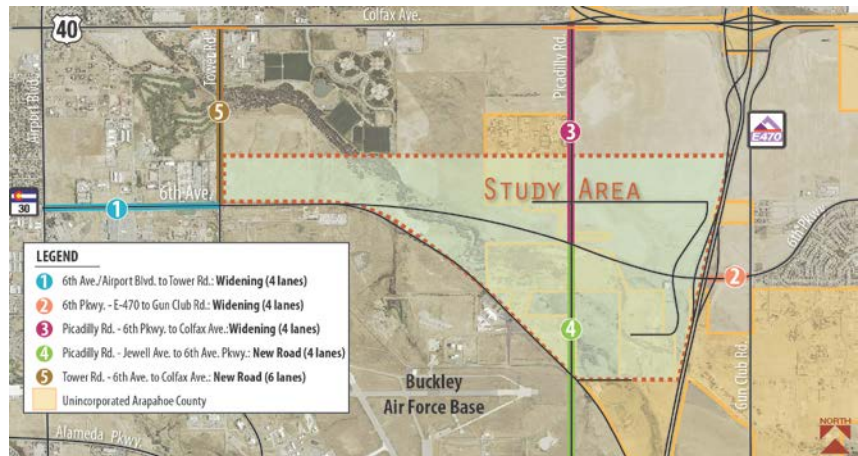 40
Colfax Ave.
Airport Blvd.
Tower Rd.
Picadilly Rd.
5
3
E470
6th Ave.
30
1
STUDY AREA
6th Pkwy.
2
LEGEND
1 6th Ave./Airport Blvd. to Tower Rd.: Widening (4 lanes)
2 6th Pkwy. - E-470 to Gun Club Rd.: Widening (4 lanes)
3 Picadilly Rd. - 6th Pkwy. to Colfax Ave.: Widening (4 lanes)
4 Picadilly Rd. - Jewell Ave. to 6th Ave. Pkwy.: New Road (4 lanes)
5 Tower Rd. - 6th Ave. to Colfax Ave.: New Road (6 lanes)
Unincorporated Arapahoe County
4
Gun Club Rd.
Buckley
Air Force Base
Alameda Pkwy.
NORTH